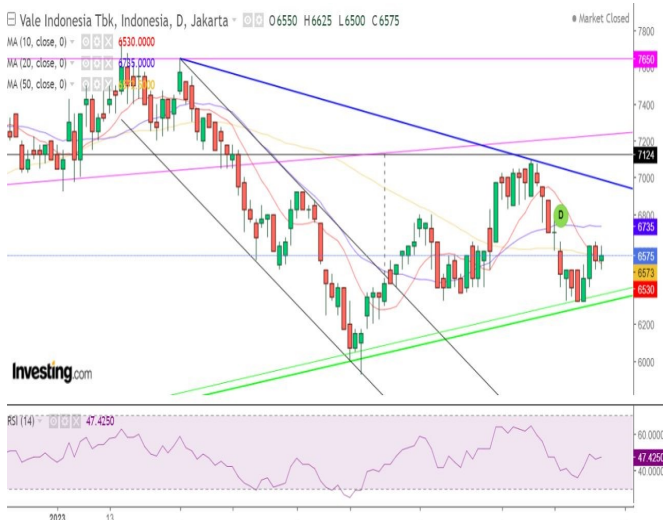 Vale Indonesia Tbk, Indonesia, D, Jakarta O6550 H6625 L6500 C6575
Market Closed
MA (10, close, 0) 6530.0000
MA (20, close, 0) 6735.0000
MA (50, close, 0)
7800
7650
7400
7200
7124
7000
6800
D
6735
6575
6573
6530
6200
6000
Investing.com
RSI (14) 47.4250
60.0000
47.4250
40.0000
2023
13